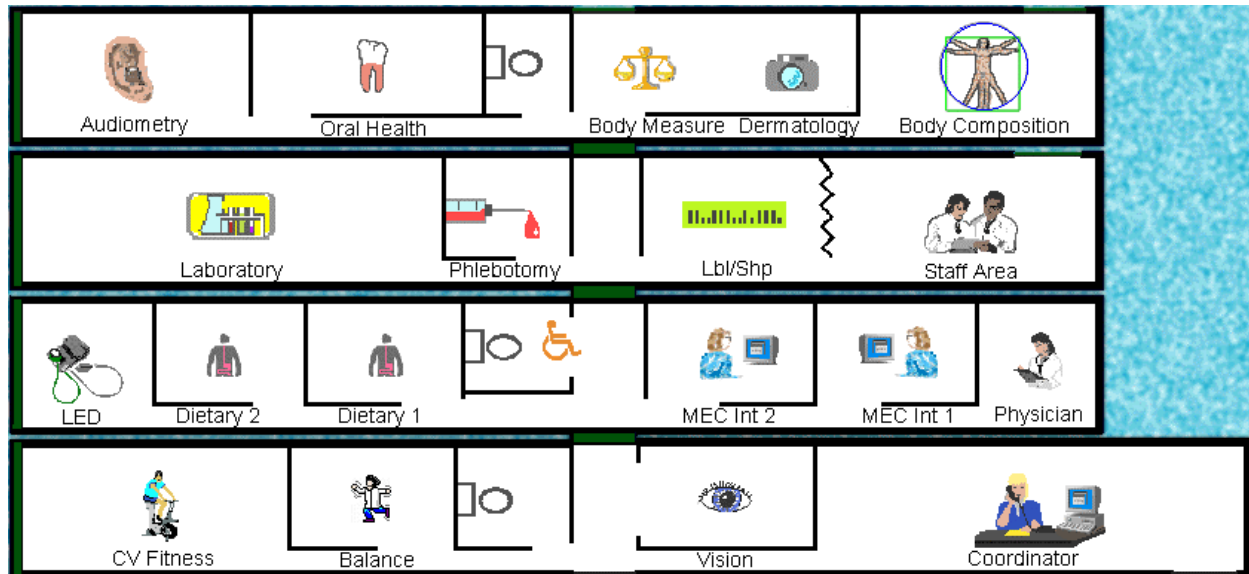 Audiometry
Oral Health
Body Measure
Dermatology
Body Composition
Laboratory
Phlebotomy
Lbl/Shp
Staff Area
LED
Dietary 2
Dietary 1
MEC Int 2
MEC Int 1
Physician
CV Fitness
Balance
Vision
Coordinator